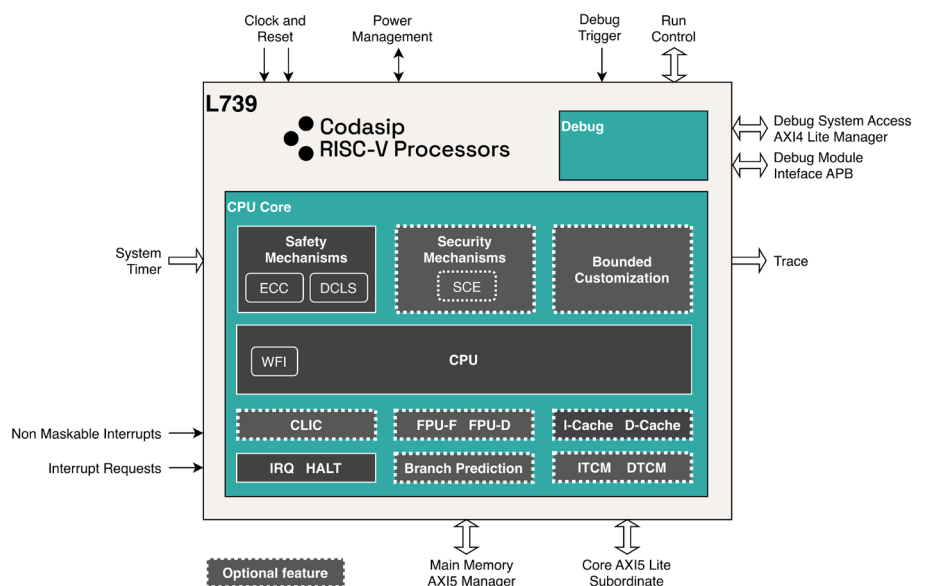 Clock and
Reset
Power
Management
Debug
Trigger
Run
Control
L739
Codasip
RISC-V Processors
Debug
Debug System Access
AXI4 Lite Manager
Debug Module
Inteface APB
CPU Core
System
Timer
Safety
Mechanisms
ECC DCLS
Security
Mechanisms
SCE
Bounded
Customization
Trace
WFI
CPU
Non Maskable Interrupts
CLIC
FPU-F FPU-D
I-Cache D-Cache
Interrupt Requests
IRQ HALT
Branch Prediction
ITCM DTCM
Optional feature
Main Memory
AXI5 Manager
Core AXI5 Lite
Subordinate